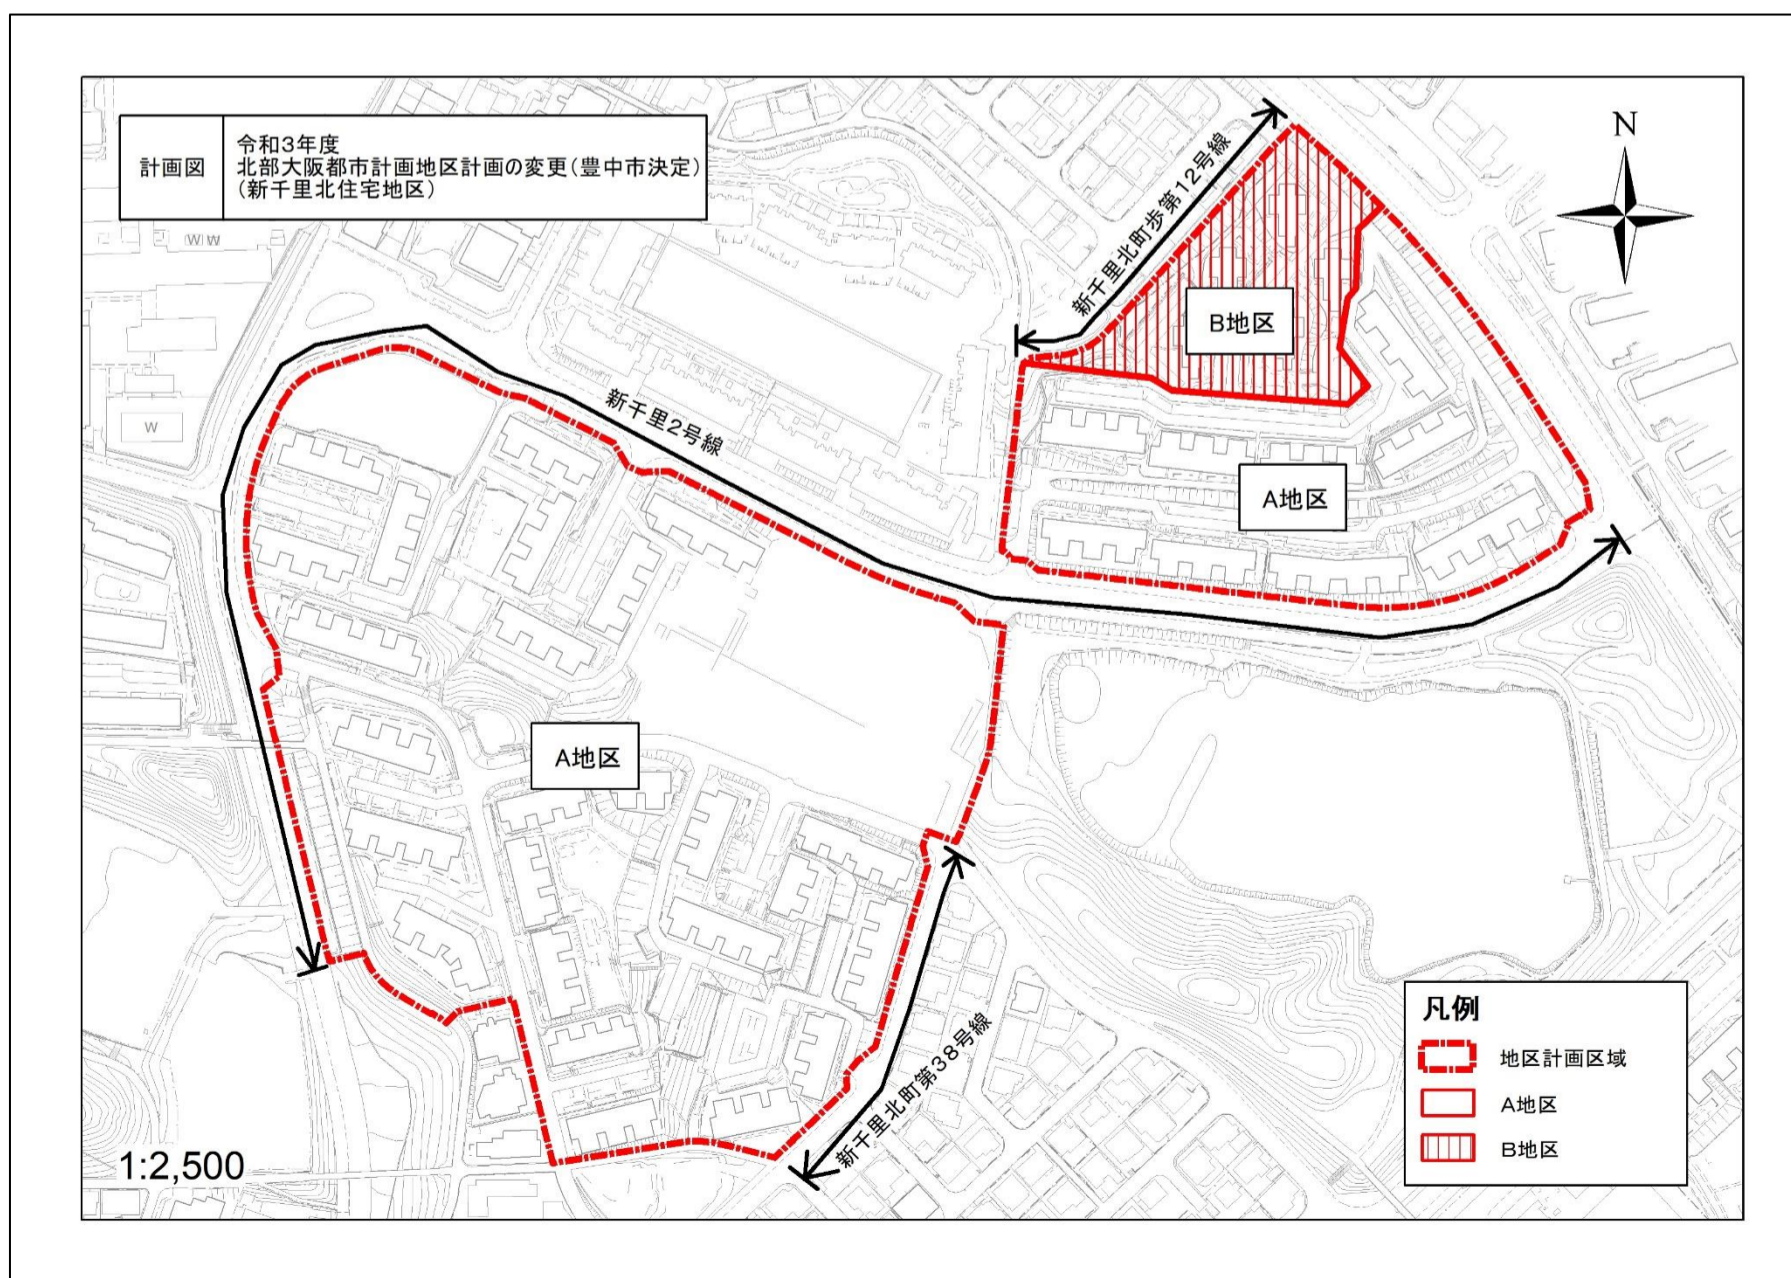 計画図
令和3年度
北部大阪都市計画地区計画の変更(豊中市決定)
(新千里北住宅地区)
N
新千里北町歩第12号線
W W
B地区
W
新千里2号線
A地区
A地区
新千里北町第38号線
凡例
地区計画区域
A地区
B地区
1:2,500